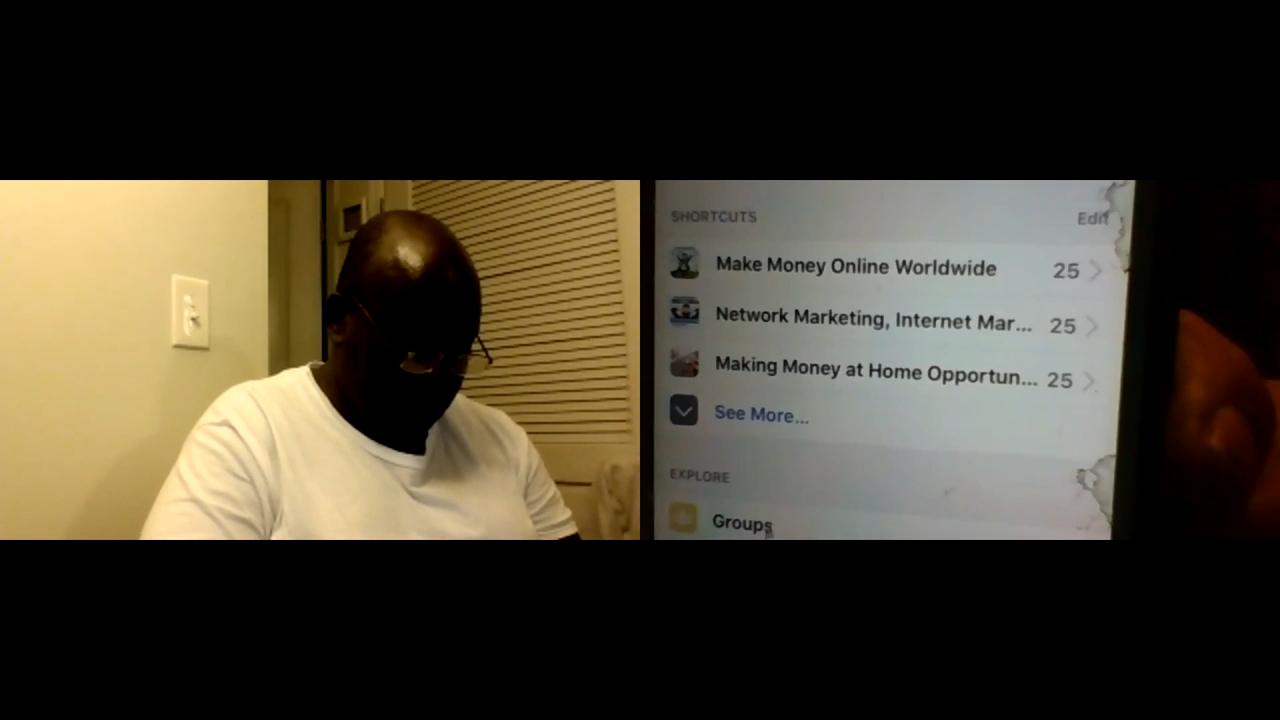 SHORTCUTS Edit
Make Money Online Worldwide 25
Network Marketing, Internet Mar... 25
Making Money at Home Opportun... 25
See More...
EXPLORE
Groups